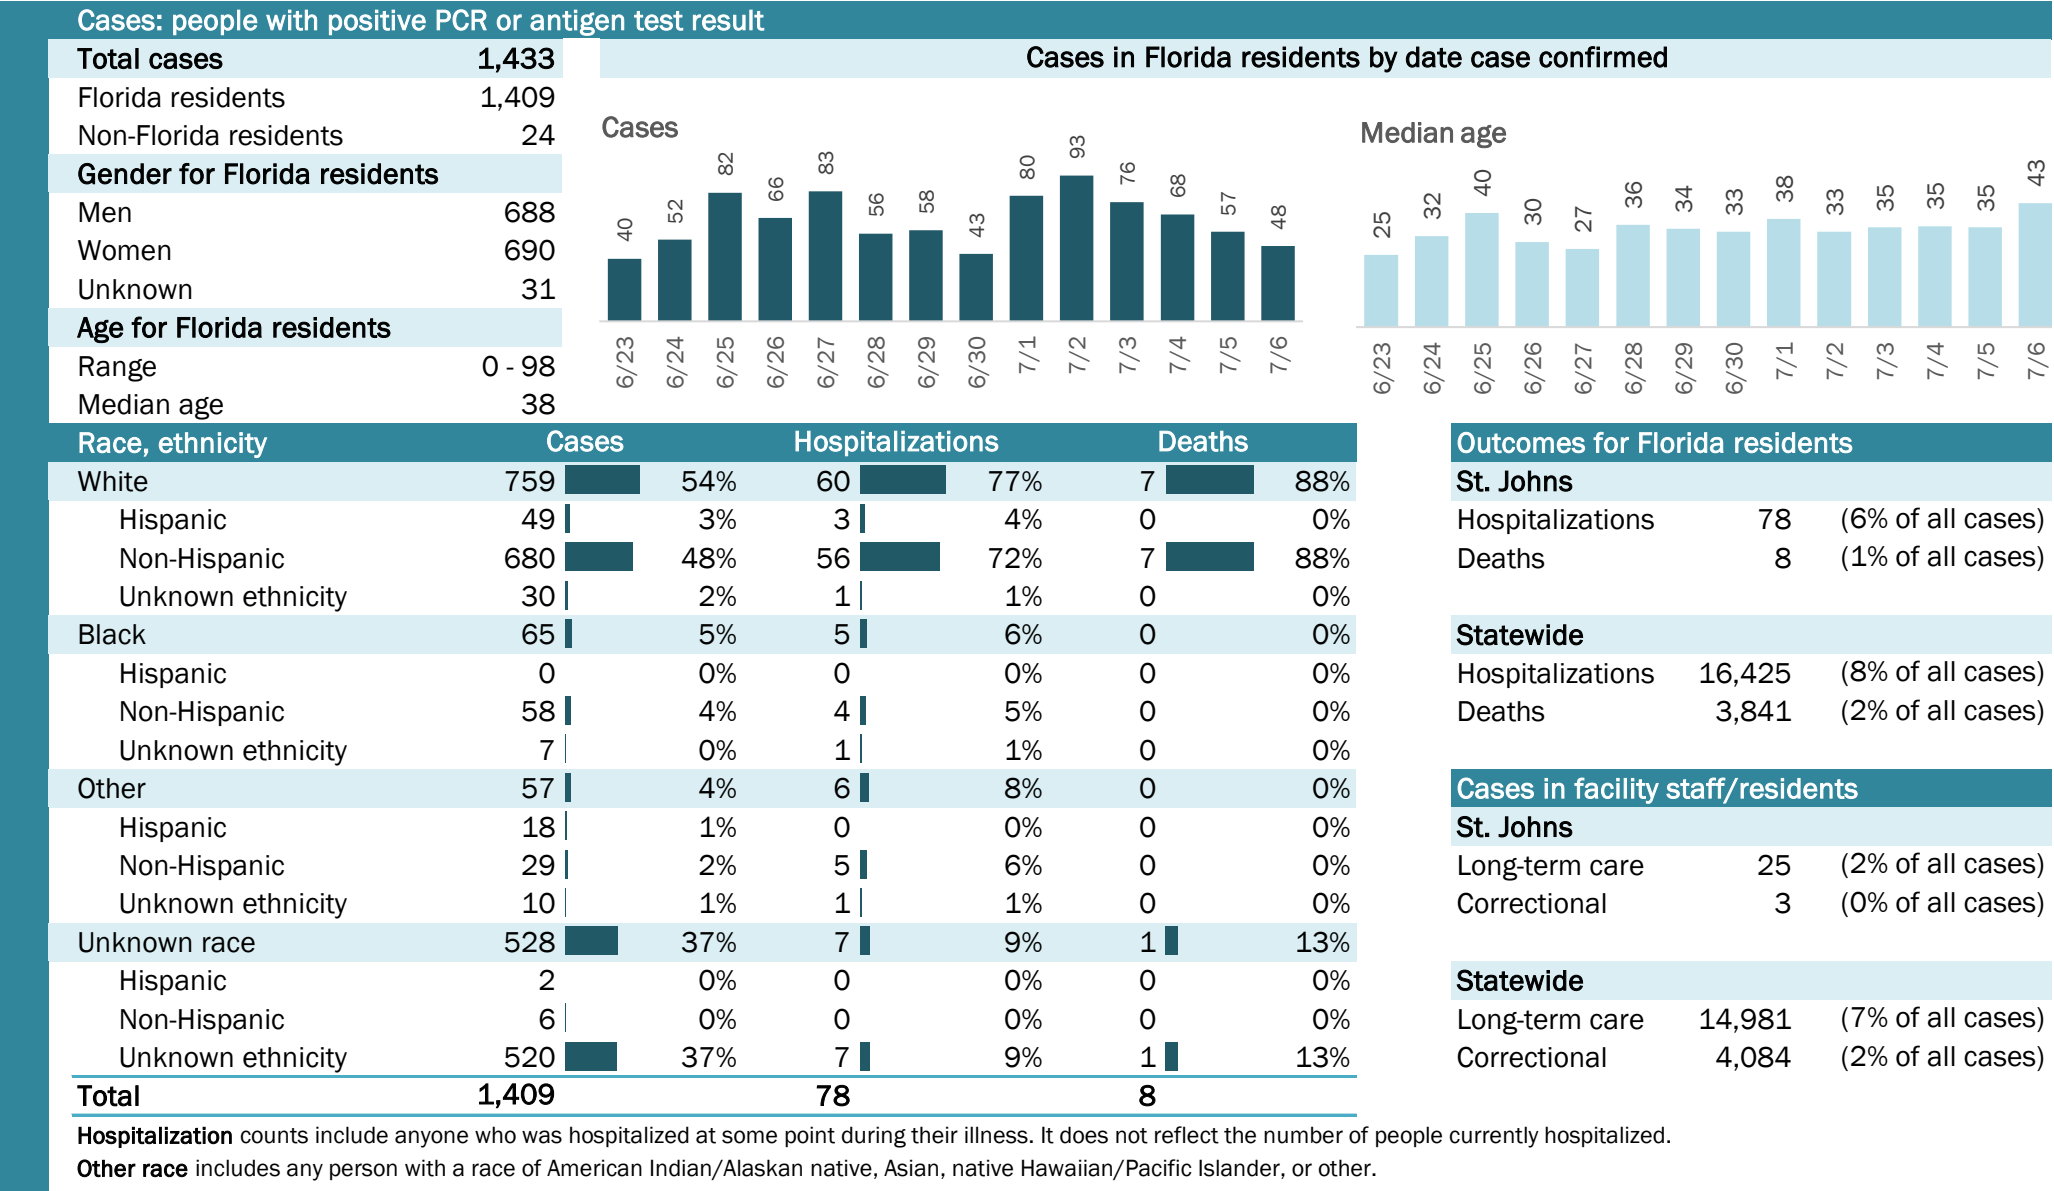 Cases: people with positive PCR or antigen test result
Total cases 1,433
Florida residents 1,409
Non-Florida residents 24
Gender for Florida residents
Men 688
Women 690
Unknown 31
Age for Florida residents
Range 0 - 98
Median age 38
Cases in Florida residents by date case confirmed
Cases
40 52 82 66 83 56 58 43 80 93 76 68 57 48
6/23 6/24 6/25 6/26 6/27 6/28 6/29 6/30 7/1 7/2 7/3 7/4 7/5 7/6
Median age
25 32 40 30 27 36 34 33 38 33 35 35 35 43
6/23 6/24 6/25 6/26 6/27 6/28 6/29 6/30 7/1 7/2 7/3 7/4 7/5 7/6
Race, ethnicity Cases Hospitalizations Deaths
White 759 54% 60 77% 7 88%
Hispanic 49 3% 3 4% 0 0%
Non-Hispanic 680 48% 56 72% 7 88%
Unknown ethnicity 30 2% 1 1% 0 0%
Black 65 5% 5 6% 0 0%
Hispanic 0 0% 0 0% 0 0%
Non-Hispanic 58 4% 4 5% 0 0%
Unknown ethnicity 7 0% 1 1% 0 0%
Other 57 4% 6 8% 0 0%
Hispanic 18 1% 0 0% 0 0%
Non-Hispanic 29 2% 5 6% 0 0%
Unknown ethnicity 10 1% 1 1% 0 0%
Unknown race 528 37% 7 9% 1 13%
Hispanic 2 0% 0 0% 0 0%
Non-Hispanic 6 0% 0 0% 0 0%
Unknown ethnicity 520 37% 7 9% 1 13%
Total 1,409 78 8
Outcomes for Florida residents
St. Johns
Hospitalizations 78 (6% of all cases)
Deaths 8 (1% of all cases)
Statewide
Hospitalizations 16,425 (8% of all cases)
Deaths 3,841 (2% of all cases)
Cases in facility staff/residents
St. Johns
Long-term care 25 (2% of all cases)
Correctional 3 (0% of all cases)
Statewide
Long-term care 14,981 (7% of all cases)
Correctional 4,084 (2% of all cases)
Hospitalization counts include anyone who was hospitalized at some point during their illness. It does not reflect the number of people currently hospitalized.
Other race includes any person with a race of American Indian/Alaskan native, Asian, native Hawaiian/Pacific Islander, or other.